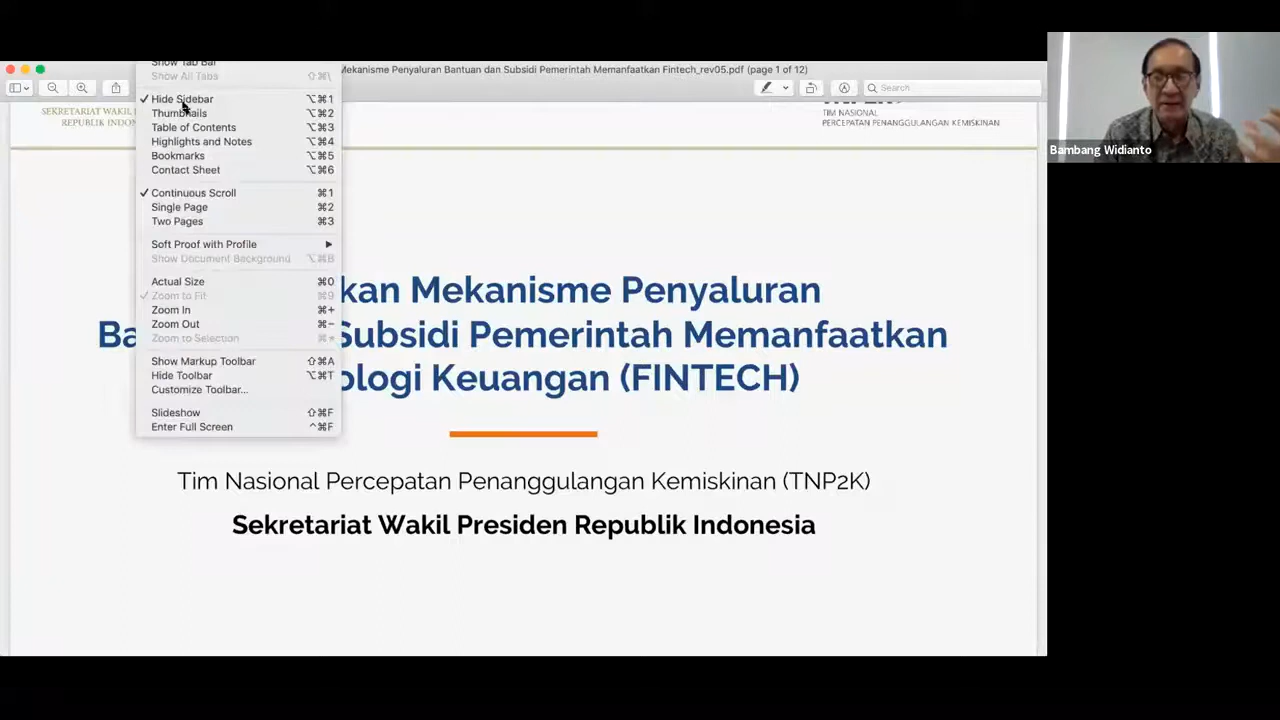 Show Tab Bar
Show All Tabs ⇧⌘\
✓ Hide Sidebar ⌥⌘1
Thumbnails ⌥⌘2
Table of Contents ⌥⌘3
Highlights and Notes ⌥⌘4
Bookmarks ⌥⌘5
Contact Sheet ⌥⌘6
✓ Continuous Scroll ⌘1
Single Page ⌘2
Two Pages ⌘3
Soft Proof with Profile ▶
Show Document Background ⌥⌘B
Actual Size ⌘0
✓ Zoom to Fit ⌘9
Zoom In ⌘+
Zoom Out ⌘−
Zoom to Selection
Show Markup Toolbar ⇧⌘A
Hide Toolbar ⌥⌘T
Customize Toolbar...
Slideshow ⇧⌘F
Enter Full Screen ^⌘F
Mekanisme Penyaluran Bantuan dan Subsidi Pemerintah Memanfaatkan Fintech_rev05.pdf (page 1 of 12)
Search
SEKRETARIAT WAKIL
REPUBLIK
TIM NASIONAL
PERCEPATAN PENANGGULANGAN KEMISKINAN
kan Mekanisme Penyaluran
Ba Subsidi Pemerintah Memanfaatkan
ologi Keuangan (FINTECH)
Tim Nasional Percepatan Penanggulangan Kemiskinan (TNP2K)
Sekretariat Wakil Presiden Republik Indonesia
Bambang Widianto